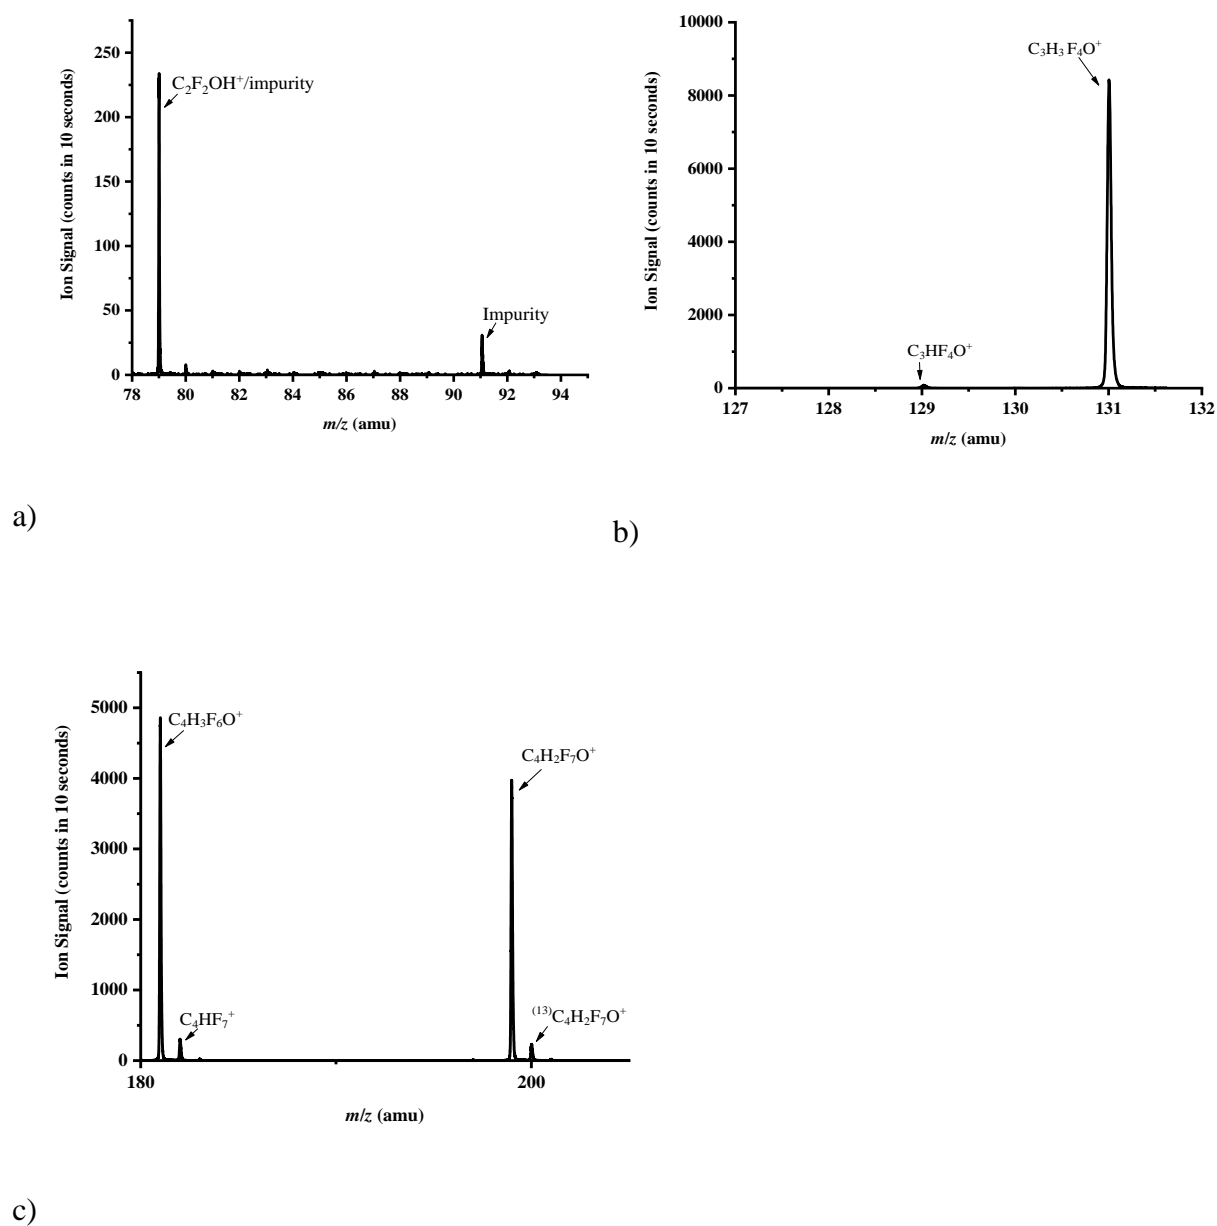 250
200
150
100
50
0
Ion Signal (counts in 10 seconds)
C₂F₂OH⁺/impurity
Impurity
78 80 82 84 86 88 90 92 94
m/z (amu)
a)
10000
8000
6000
4000
2000
0
Ion Signal (counts in 10 seconds)
C₃H₃ F₄O⁺
C₃HF₄O⁺
127 128 129 130 131 132
m/z (amu)
b)
5000
4000
3000
2000
1000
0
Ion Signal (counts in 10 seconds)
C₄H₃F₆O⁺
C₄H₂F₇O⁺
C₄HF₇⁺
⁽¹³⁾C₄H₂F₇O⁺
180 200
m/z (amu)
c)